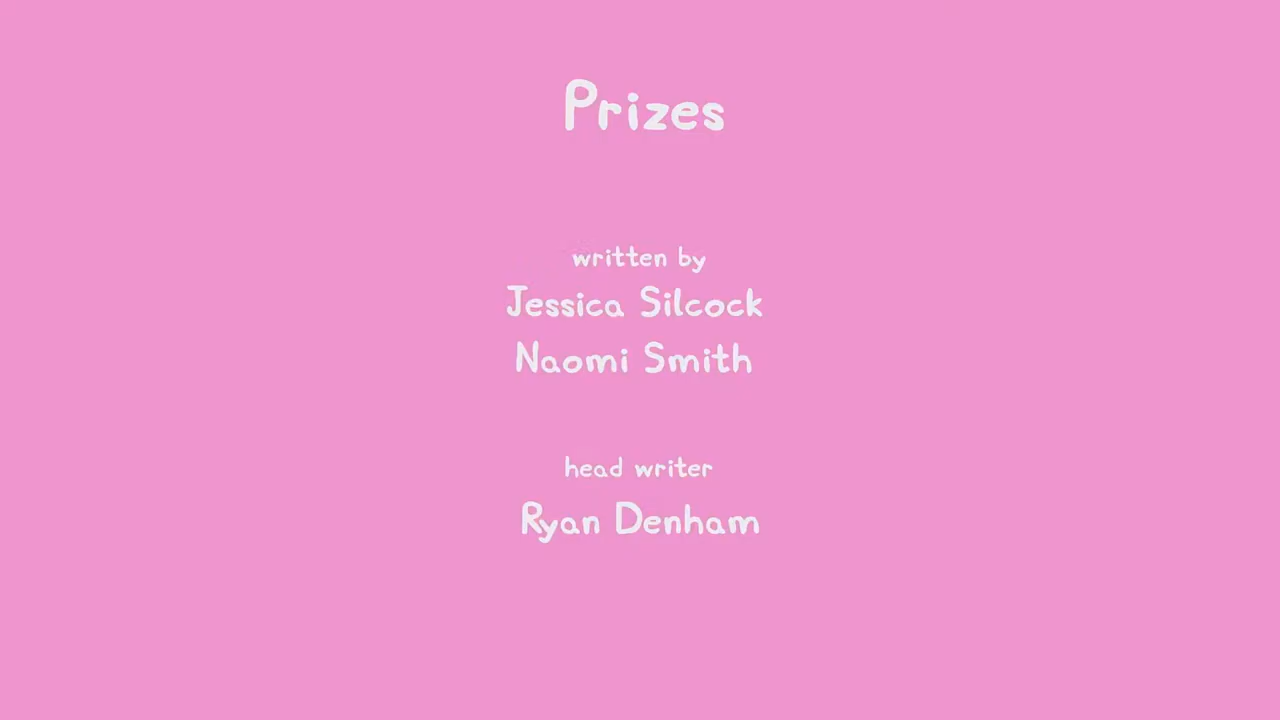 Prizes
written by
Jessica Silcock
Naomi Smith
head writer
Ryan Denham